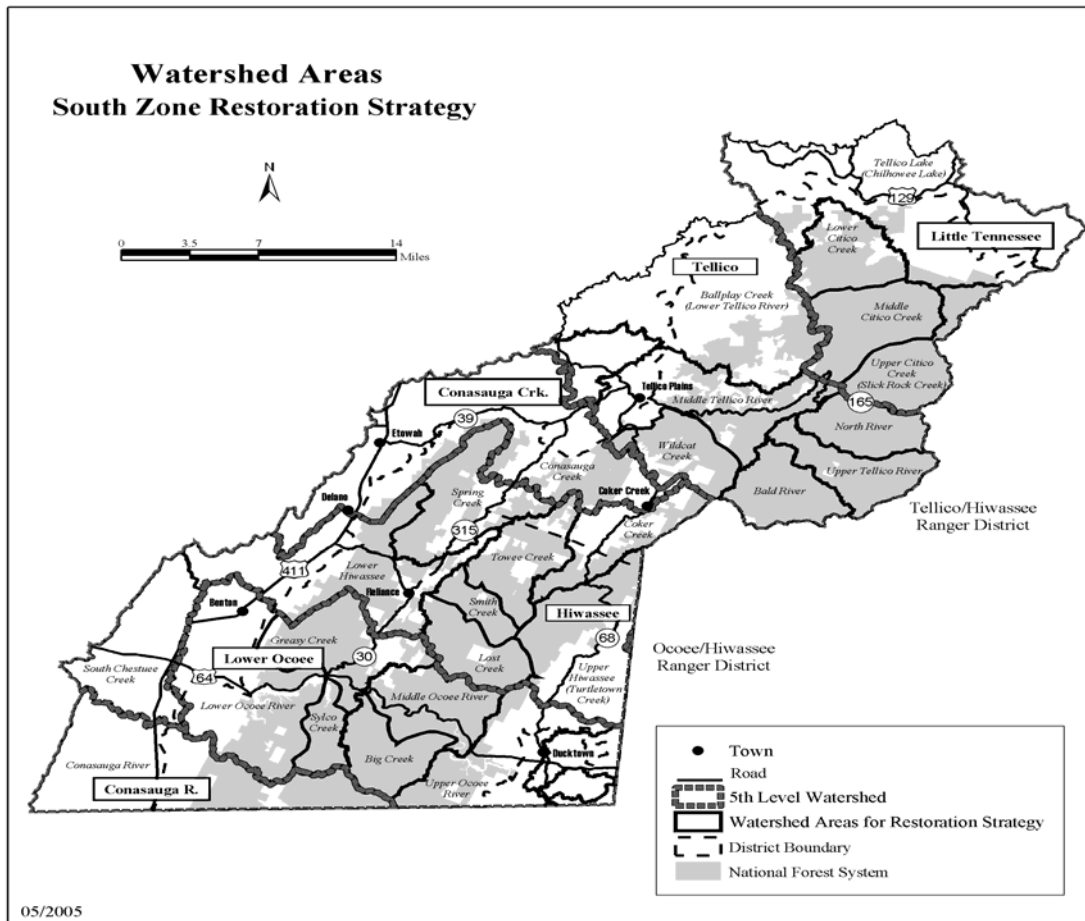 Watershed Areas
South Zone Restoration Strategy
N
0
3.5
7
14
Miles
Tellico Lake
(Chilhowee Lake)
129
Lower
Citico
Creek
Little Tennessee
Tellico
Ballplay Creek
(Lower Tellico River)
Middle
Citico Creek
Upper Citico
Creek
(Slick Rock Creek)
165
Conasauga Crk.
Tellico Plains
Middle Tellico River
39
Etowah
North River
Wildcat
Creek
Conasauga
Creek
Upper Tellico River
Bald River
Spring
Creek
Coker Creek
Delano
Tellico/Hiwassee
Ranger District
315
Coker
Creek
Towee Creek
411
Lower
Hiwassee
Reliance
Benton
Smith
Creek
Hiwassee
68
Greasy Creek
Ocoee/Hiwassee
Ranger District
Lower Ocoee
30
Lost
Creek
South Chestuee
Creek
64
Upper
Hiwassee
(Turtletown
Creek)
Lower Ocoee River
Middle Ocoee River
Sylco
Creek
Ducktown
Big Creek
Conasauga River
Conasauga R.
Upper Ocoee
River
Town
Road
5th Level Watershed
Watershed Areas for Restoration Strategy
District Boundary
National Forest System
05/2005